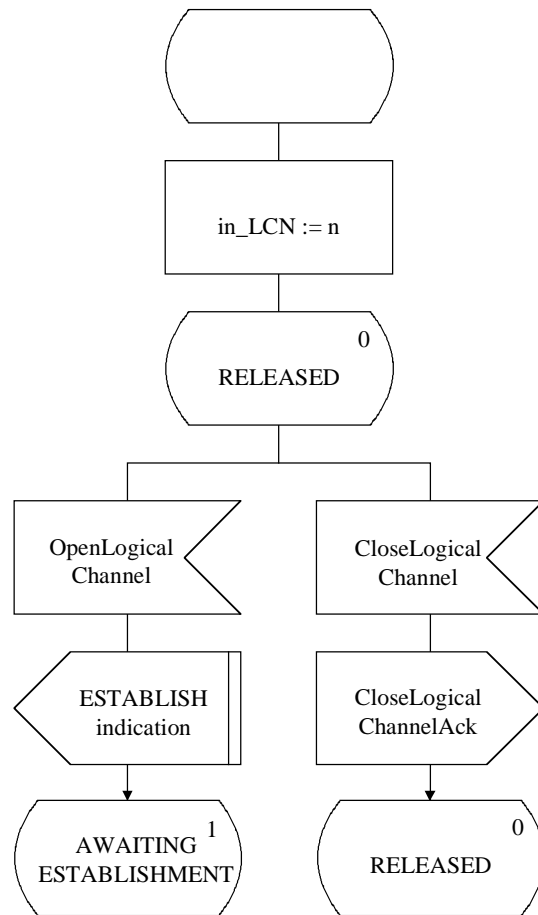 in_LCN := n
0
RELEASED
OpenLogical
Channel
CloseLogical
Channel
ESTABLISH
indication
CloseLogical
ChannelAck
1
AWAITING
ESTABLISHMENT
0
RELEASED